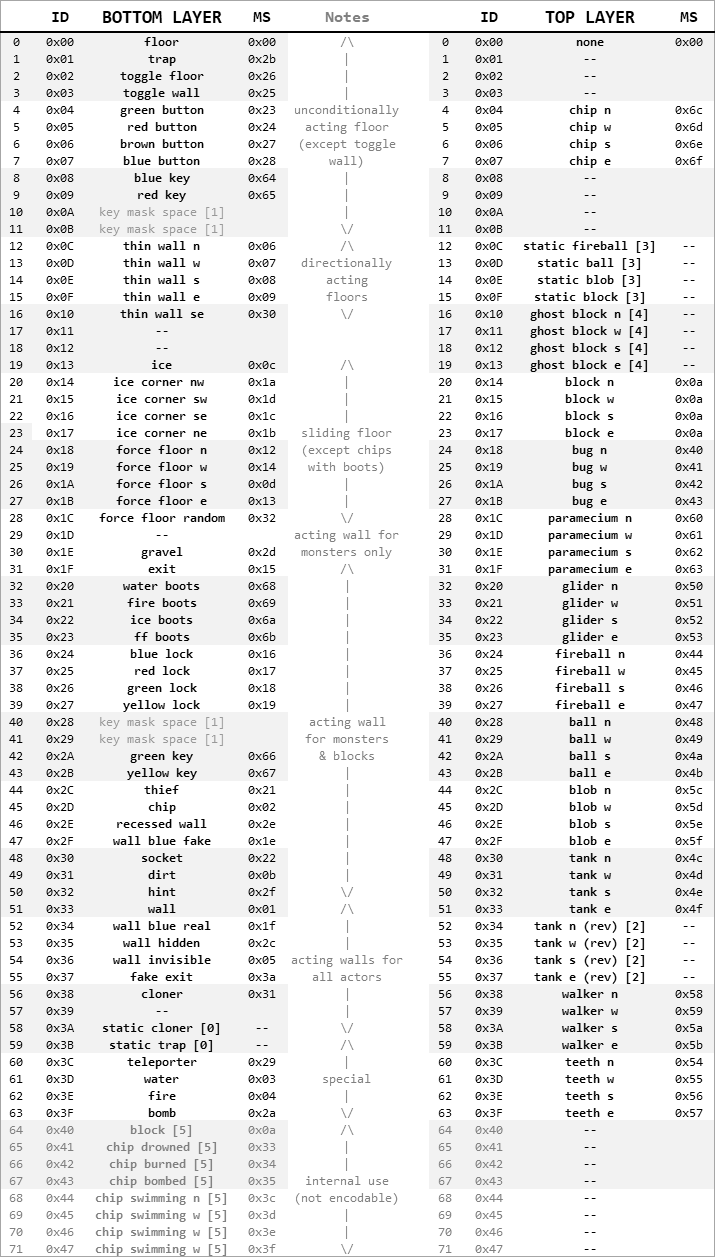 ID BOTTOM LAYER MS Notes ID TOP LAYER MS
0 0x00 floor 0x00 /\ 0 0x00 none 0x00
1 0x01 trap 0x2b | 1 0x01 --
2 0x02 toggle floor 0x26 | 2 0x02 --
3 0x03 toggle wall 0x25 | 3 0x03 --
4 0x04 green button 0x23 unconditionally 4 0x04 chip n 0x6c
5 0x05 red button 0x24 acting floor 5 0x05 chip w 0x6d
6 0x06 brown button 0x27 (except toggle 6 0x06 chip s 0x6e
7 0x07 blue button 0x28 wall) 7 0x07 chip e 0x6f
8 0x08 blue key 0x64 | 8 0x08 --
9 0x09 red key 0x65 | 9 0x09 --
10 0x0A key mask space [1] | 10 0x0A --
11 0x0B key mask space [1] \/ 11 0x0B --
12 0x0C thin wall n 0x06 /\ 12 0x0C static fireball [3] --
13 0x0D thin wall w 0x07 directionally 13 0x0D static ball [3] --
14 0x0E thin wall s 0x08 acting 14 0x0E static blob [3] --
15 0x0F thin wall e 0x09 floors 15 0x0F static block [3] --
16 0x10 thin wall se 0x30 \/ 16 0x10 ghost block n [4] --
17 0x11 -- 17 0x11 ghost block w [4] --
18 0x12 -- 18 0x12 ghost block s [4] --
19 0x13 ice 0x0c /\ 19 0x13 ghost block e [4] --
20 0x14 ice corner nw 0x1a | 20 0x14 block n 0x0a
21 0x15 ice corner sw 0x1d | 21 0x15 block w 0x0a
22 0x16 ice corner se 0x1c | 22 0x16 block s 0x0a
23 0x17 ice corner ne 0x1b sliding floor 23 0x17 block e 0x0a
24 0x18 force floor n 0x12 (except chips 24 0x18 bug n 0x40
25 0x19 force floor w 0x14 with boots) 25 0x19 bug w 0x41
26 0x1A force floor s 0x0d | 26 0x1A bug s 0x42
27 0x1B force floor e 0x13 | 27 0x1B bug e 0x43
28 0x1C force floor random 0x32 \/ 28 0x1C paramecium n 0x60
29 0x1D -- acting wall for 29 0x1D paramecium w 0x61
30 0x1E gravel 0x2d monsters only 30 0x1E paramecium s 0x62
31 0x1F exit 0x15 /\ 31 0x1F paramecium e 0x63
32 0x20 water boots 0x68 | 32 0x20 glider n 0x50
33 0x21 fire boots 0x69 | 33 0x21 glider w 0x51
34 0x22 ice boots 0x6a | 34 0x22 glider s 0x52
35 0x23 ff boots 0x6b | 35 0x23 glider e 0x53
36 0x24 blue lock 0x16 | 36 0x24 fireball n 0x44
37 0x25 red lock 0x17 | 37 0x25 fireball w 0x45
38 0x26 green lock 0x18 | 38 0x26 fireball s 0x46
39 0x27 yellow lock 0x19 | 39 0x27 fireball e 0x47
40 0x28 key mask space [1] acting wall 40 0x28 ball n 0x48
41 0x29 key mask space [1] for monsters 41 0x29 ball w 0x49
42 0x2A green key 0x66 & blocks 42 0x2A ball s 0x4a
43 0x2B yellow key 0x67 | 43 0x2B ball e 0x4b
44 0x2C thief 0x21 | 44 0x2C blob n 0x5c
45 0x2D chip 0x02 | 45 0x2D blob w 0x5d
46 0x2E recessed wall 0x2e | 46 0x2E blob s 0x5e
47 0x2F wall blue fake 0x1e | 47 0x2F blob e 0x5f
48 0x30 socket 0x22 | 48 0x30 tank n 0x4c
49 0x31 dirt 0x0b | 49 0x31 tank w 0x4d
50 0x32 hint 0x2f \/ 50 0x32 tank s 0x4e
51 0x33 wall 0x01 /\ 51 0x33 tank e 0x4f
52 0x34 wall blue real 0x1f | 52 0x34 tank n (rev) [2] --
53 0x35 wall hidden 0x2c | 53 0x35 tank w (rev) [2] --
54 0x36 wall invisible 0x05 acting walls for 54 0x36 tank s (rev) [2] --
55 0x37 fake exit 0x3a all actors 55 0x37 tank e (rev) [2] --
56 0x38 cloner 0x31 | 56 0x38 walker n 0x58
57 0x39 -- | 57 0x39 walker w 0x59
58 0x3A static cloner [0] -- \/ 58 0x3A walker s 0x5a
59 0x3B static trap [0] -- /\ 59 0x3B walker e 0x5b
60 0x3C teleporter 0x29 | 60 0x3C teeth n 0x54
61 0x3D water 0x03 special 61 0x3D teeth w 0x55
62 0x3E fire 0x04 | 62 0x3E teeth s 0x56
63 0x3F bomb 0x2a \/ 63 0x3F teeth e 0x57
64 0x40 block [5] 0x0a /\ 64 0x40 --
65 0x41 chip drowned [5] 0x33 | 65 0x41 --
66 0x42 chip burned [5] 0x34 | 66 0x42 --
67 0x43 chip bombed [5] 0x35 internal use 67 0x43 --
68 0x44 chip swimming n [5] 0x3c (not encodable) 68 0x44 --
69 0x45 chip swimming w [5] 0x3d | 69 0x45 --
70 0x46 chip swimming w [5] 0x3e | 70 0x46 --
71 0x47 chip swimming w [5] 0x3f \/ 71 0x47 --